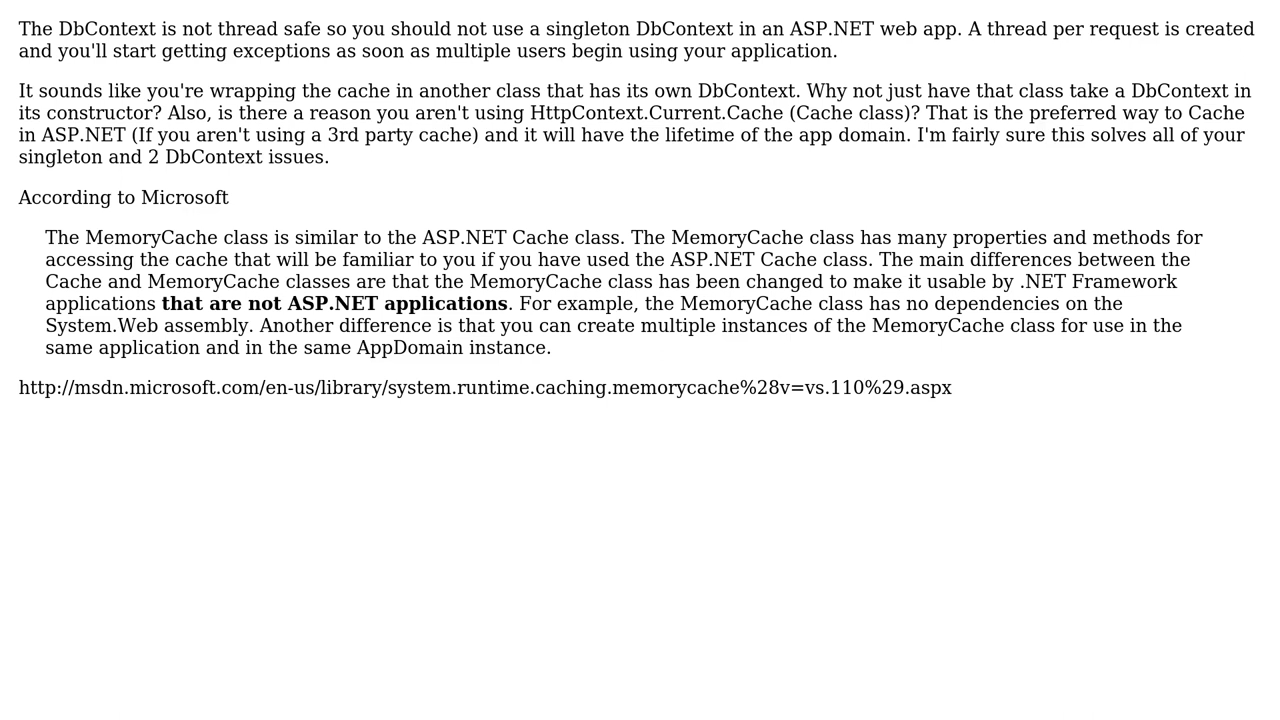 The DbContext is not thread safe so you should not use a singleton DbContext in an ASP.NET web app. A thread per request is created
and you'll start getting exceptions as soon as multiple users begin using your application.
It sounds like you're wrapping the cache in another class that has its own DbContext. Why not just have that class take a DbContext in
its constructor? Also, is there a reason you aren't using HttpContext.Current.Cache (Cache class)? That is the preferred way to Cache
in ASP.NET (If you aren't using a 3rd party cache) and it will have the lifetime of the app domain. I'm fairly sure this solves all of your
singleton and 2 DbContext issues.
According to Microsoft
The MemoryCache class is similar to the ASP.NET Cache class. The MemoryCache class has many properties and methods for
accessing the cache that will be familiar to you if you have used the ASP.NET Cache class. The main differences between the
Cache and MemoryCache classes are that the MemoryCache class has been changed to make it usable by .NET Framework
applications that are not ASP.NET applications. For example, the MemoryCache class has no dependencies on the
System.Web assembly. Another difference is that you can create multiple instances of the MemoryCache class for use in the
same application and in the same AppDomain instance.
http://msdn.microsoft.com/en-us/library/system.runtime.caching.memorycache%28v=vs.110%29.aspx